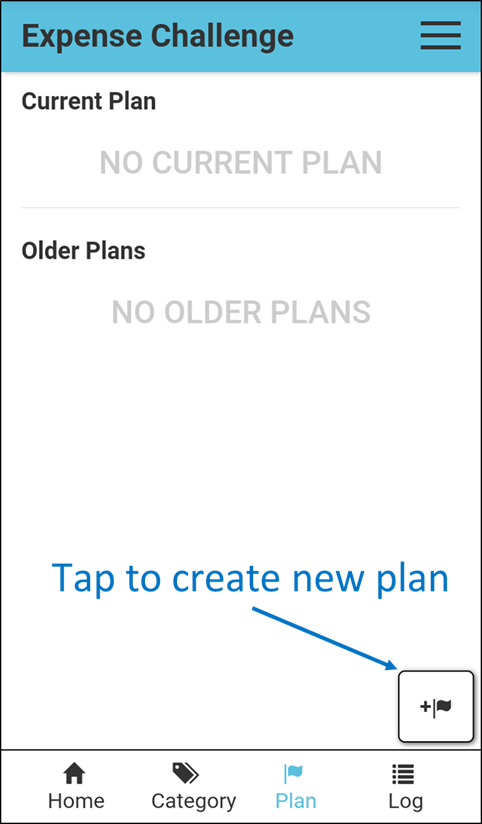 Expense Challenge
Current Plan
NO CURRENT PLAN
Older Plans
NO OLDER PLANS
Tap to create new plan
+
Home Category Plan Log